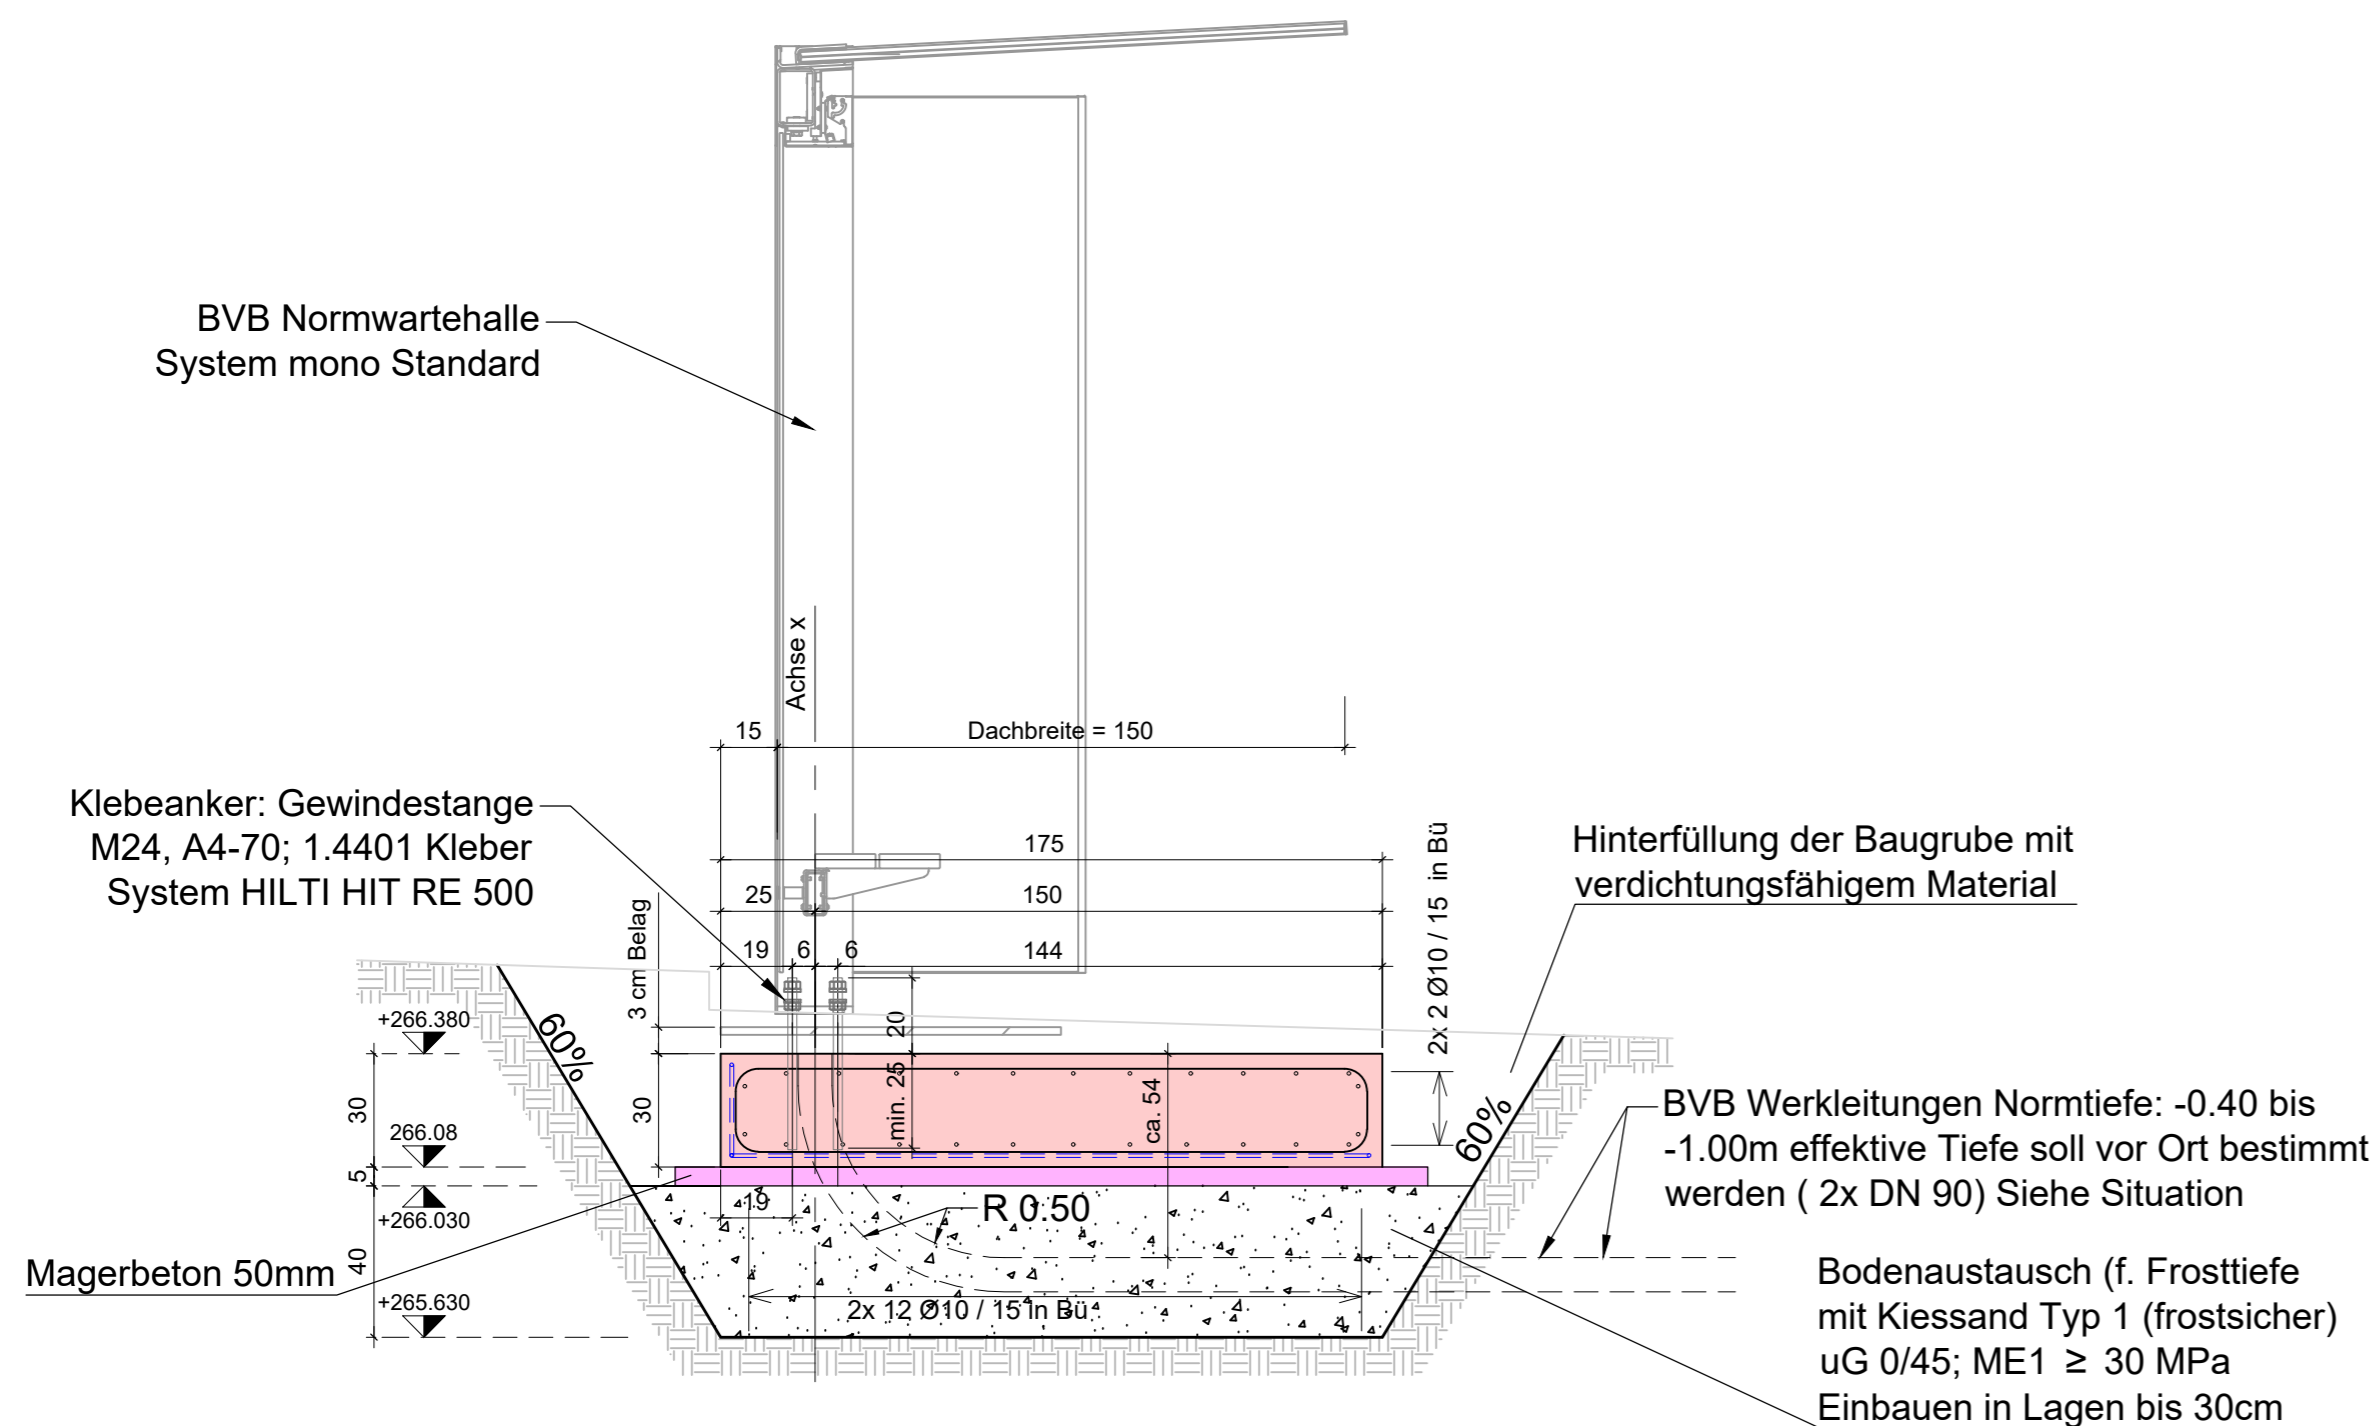 BVB Normwartehalle
System mono Standard
Achse x
15
Dachbreite = 150
Klebeanker: Gewindestange
M24, A4-70; 1.4401 Kleber
System HILTI HIT RE 500
175
25
150
19
6
6
144
3 cm Belag
2x 2 Ø10 / 15 in Bü
Hinterfüllung der Baugrube mit
verdichtungsfähigem Material
+266.380
60%
20
30
30
min. 25
ca. 54
60%
266.08
5
+266.030
19
R 0.50
BVB Werkleitungen Normtiefe: -0.40 bis
-1.00m effektive Tiefe soll vor Ort bestimmt
werden ( 2x DN 90) Siehe Situation
Magerbeton 50mm
40
+265.630
2x 12 Ø10 / 15 in Bü
Bodenaustausch (f. Frosttiefe
mit Kiessand Typ 1 (frostsicher)
uG 0/45; ME1 ≥ 30 MPa
Einbauen in Lagen bis 30cm